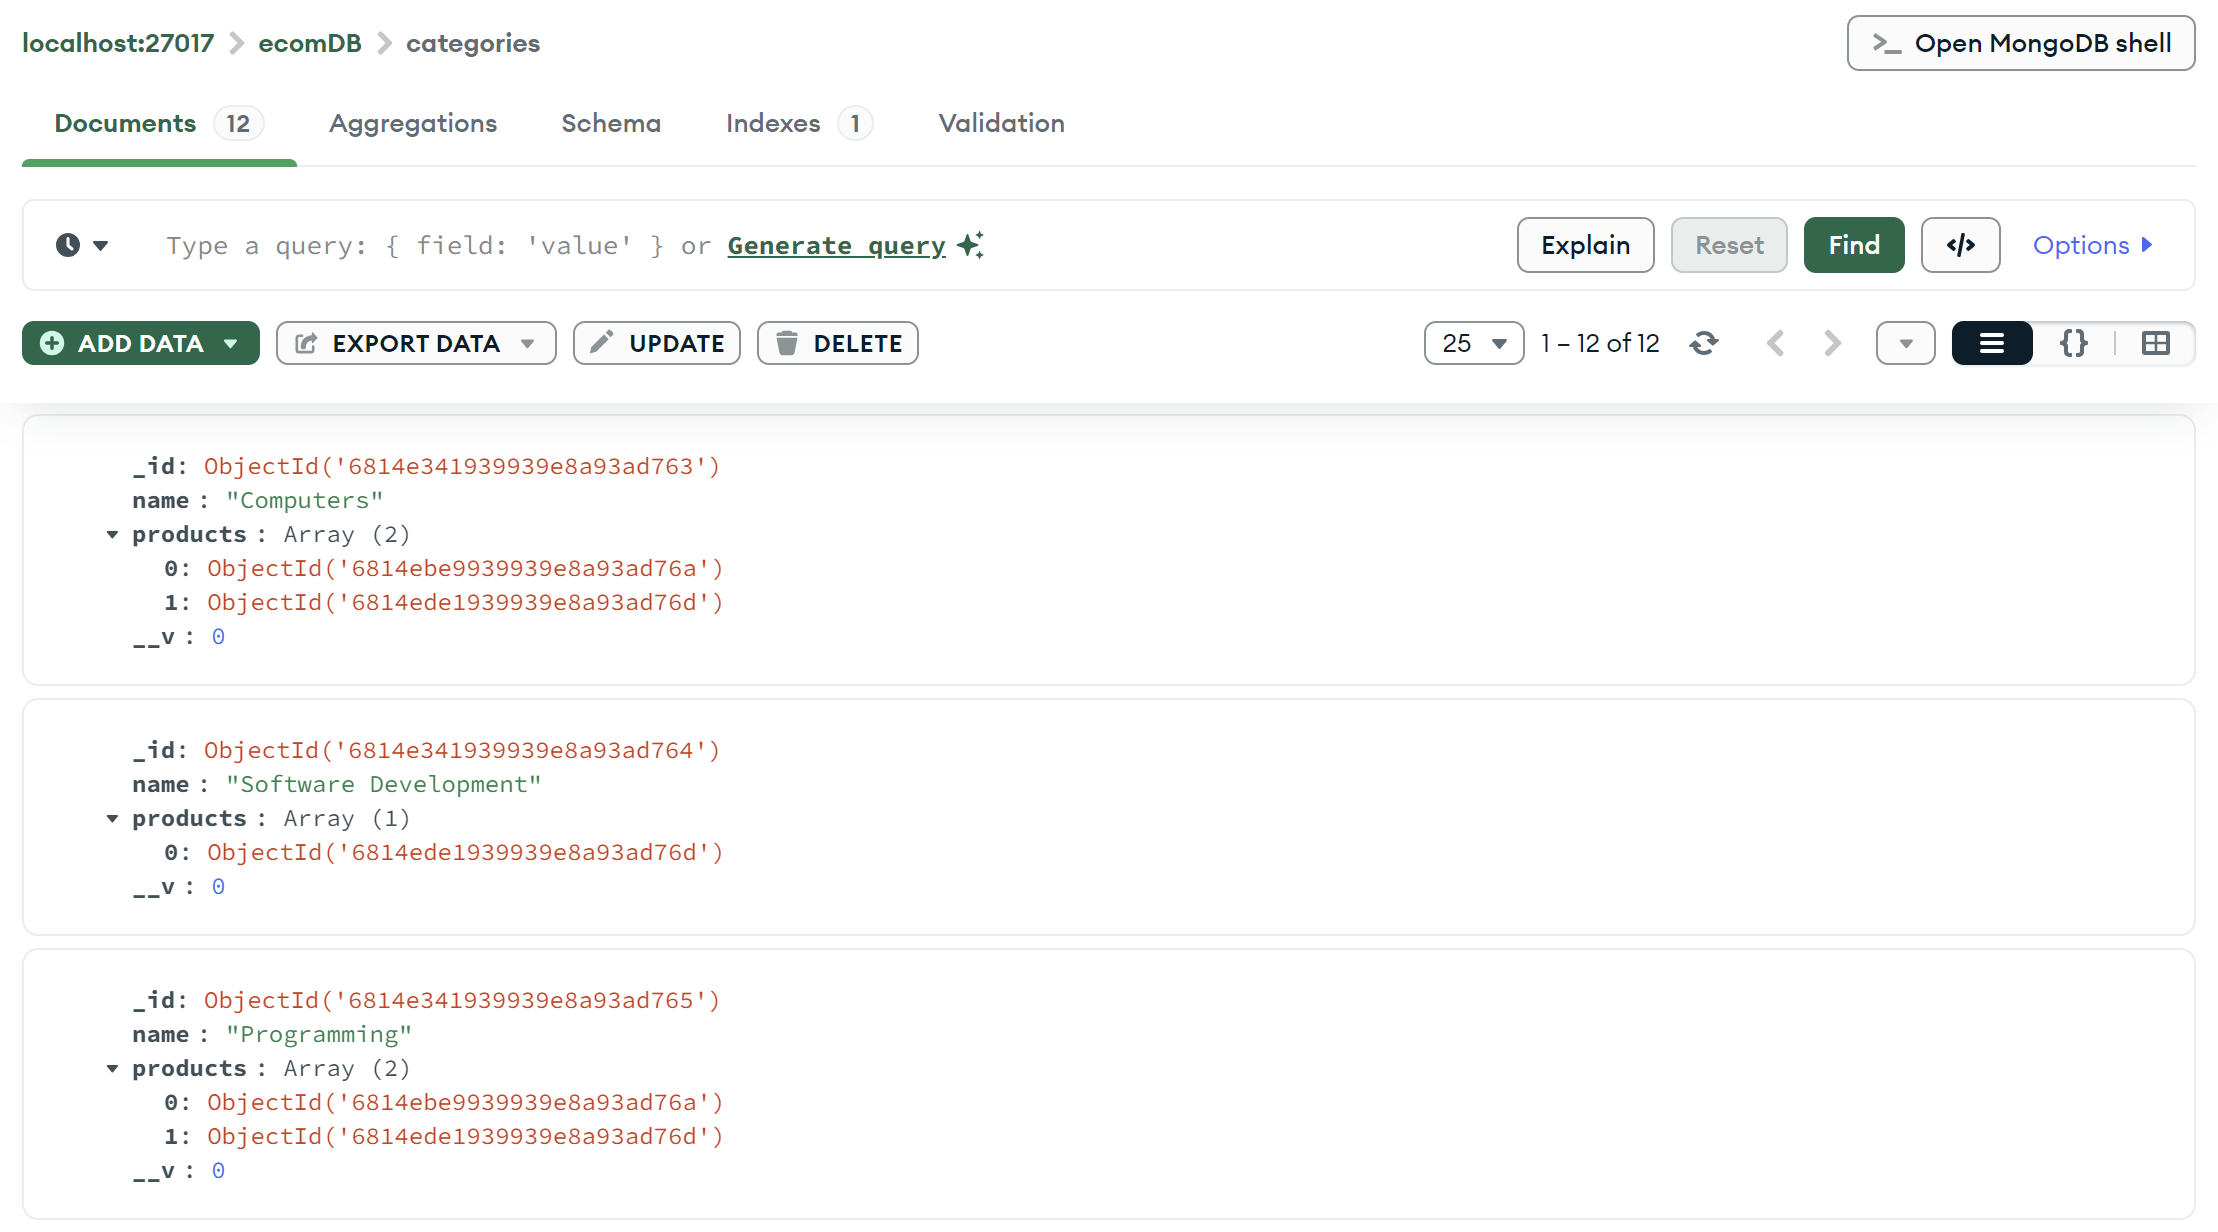 localhost:27017 > ecomDB > categories
>_ Open MongoDB shell
Documents 12 Aggregations Schema Indexes 1 Validation
Type a query: { field: 'value' } or Generate query
Explain Reset Find </> Options
ADD DATA EXPORT DATA UPDATE DELETE
25 1 – 12 of 12 {}
_id: ObjectId('6814e341939939e8a93ad763')
name : "Computers"
products : Array (2)
0: ObjectId('6814ebe9939939e8a93ad76a')
1: ObjectId('6814ede1939939e8a93ad76d')
__v : 0
_id: ObjectId('6814e341939939e8a93ad764')
name : "Software Development"
products : Array (1)
0: ObjectId('6814ede1939939e8a93ad76d')
__v : 0
_id: ObjectId('6814e341939939e8a93ad765')
name : "Programming"
products : Array (2)
0: ObjectId('6814ebe9939939e8a93ad76a')
1: ObjectId('6814ede1939939e8a93ad76d')
__v : 0